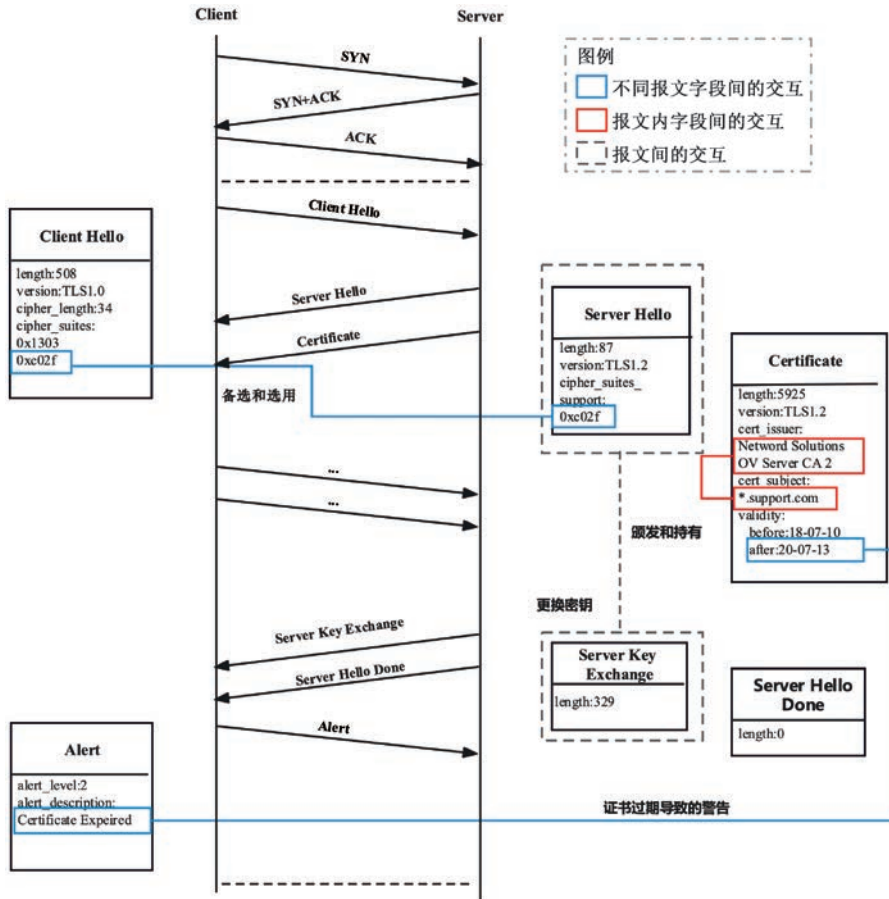 Client
Server
SYN
SYN+ACK
ACK
图例
不同报文字段间的交互
报文内字段间的交互
报文间的交互
Client Hello
Client Hello
length:508
version:TLS1.0
cipher_length:34
cipher_suites:
0x1303
0xc02f
Server Hello
Certificate
备选和选用
Server Hello
length:87
version:TLS1.2
cipher_suites_
support:
0xc02f
Certificate
length:5925
version:TLS1.2
cert_issuer:
Netword Solutions
OV Server CA 2
cert_subject:
*.support.com
validity:
before:18-07-10
after:20-07-13
...
...
颁发和持有
更换密钥
Server Key Exchange
Server Hello Done
Alert
Server Key
Exchange
length:329
Server Hello
Done
length:0
Alert
alert_level:2
alert_description:
Certificate Expeired
证书过期导致的警告